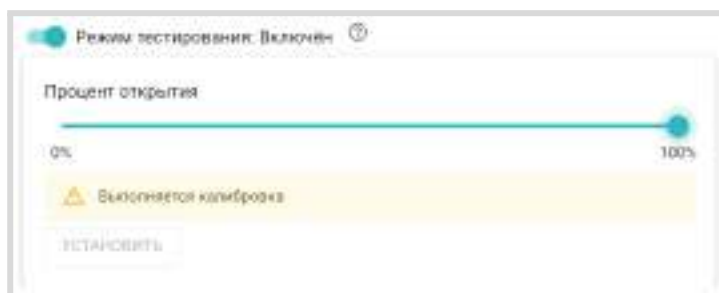 Режим тестирования: Включён
Процент открытия
0%
100%
Выполняется калибровка
УСТАНОВИТЬ